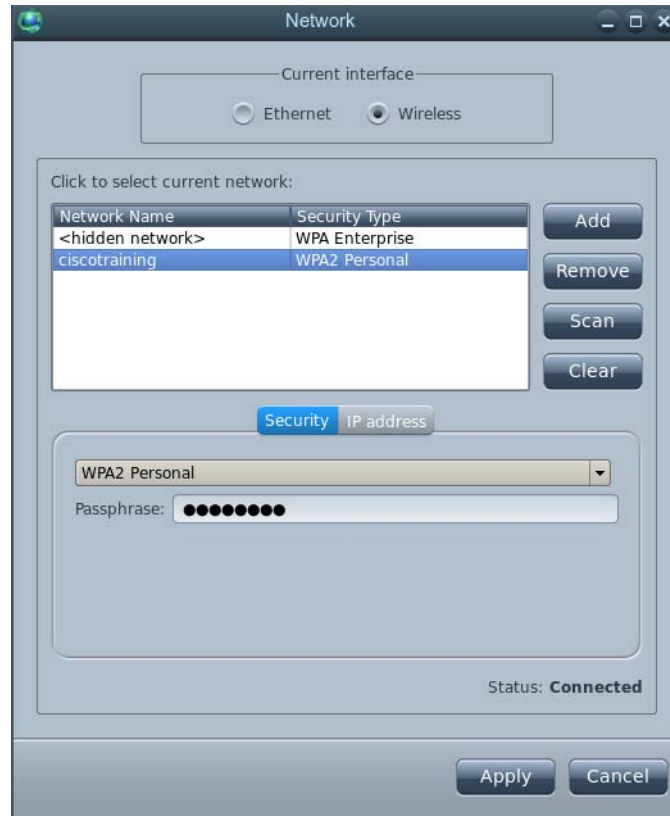 Network
Current interface
Ethernet Wireless
Click to select current network:
Network Name Security Type
<hidden network> WPA Enterprise
ciscotraining WPA2 Personal
Add
Remove
Scan
Clear
Security IP address
WPA2 Personal
Passphrase: ●●●●●●●●
Status: Connected
Apply Cancel